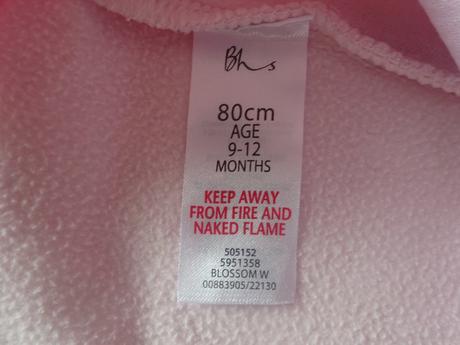 Bhs
80cm
AGE
9-12
MONTHS
KEEP AWAY
FROM FIRE AND
NAKED FLAME
505152
5951358
BLOSSOM W
00883905/22130